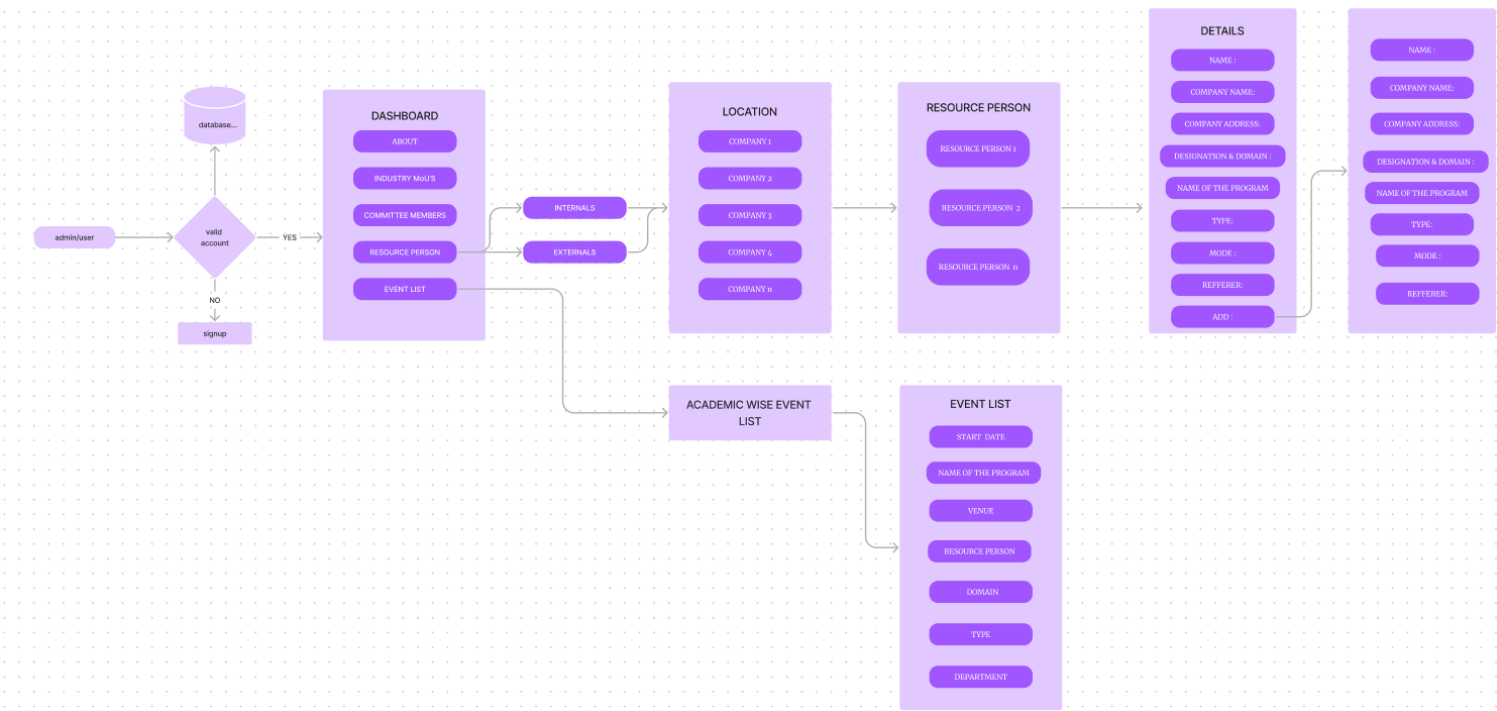 database...
admin/user
valid
account
YES
NO
signup
DASHBOARD
ABOUT
INDUSTRY MoU'S
COMMITTEE MEMBERS
RESOURCE PERSON
EVENT LIST
INTERNALS
EXTERNALS
LOCATION
COMPANY 1
COMPANY 2
COMPANY 3
COMPANY 4
COMPANY n
RESOURCE PERSON
RESOURCE PERSON 1
RESOURCE PERSON 2
RESOURCE PERSON n
DETAILS
NAME :
COMPANY NAME:
COMPANY ADDRESS:
DESIGNATION & DOMAIN :
NAME OF THE PROGRAM
TYPE:
MODE :
REFFERER:
ADD :
NAME :
COMPANY NAME:
COMPANY ADDRESS:
DESIGNATION & DOMAIN :
NAME OF THE PROGRAM
TYPE:
MODE :
REFFERER:
ACADEMIC WISE EVENT
LIST
EVENT LIST
START DATE
NAME OF THE PROGRAM
VENUE
RESOURCE PERSON
DOMAIN
TYPE
DEPARTMENT